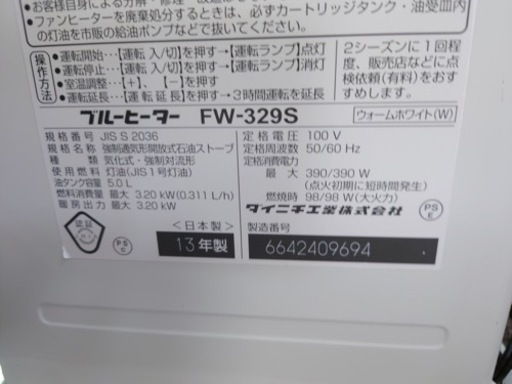 ●お客様自身による分解・修理・改造は
●ファンヒーターを廃棄処分するときは、必ずカートリッジタンク・油受皿内
の灯油は市販の給油ポンプなどで抜いてください。
操作方法
●運転開始…【運転 入/切】を押す→【運転ランプ】点灯
●運転停止…【運転 入/切】を押す→【運転ランプ】消灯
●室温調整…【+】、【-】を押す
●運転延長…【運転 延長】を押す→3時間運転を延長
2シーズンに1回程
度、販売店などに点
検依頼(有料)をおす
すめします。
ブルーヒーター FW-329S
ウォームホワイト(W)
規格番号 JIS S 2036
規格名称 強制通気形開放式石油ストーブ
種類 気化式・強制対流形
使用燃料 灯油(JIS1号灯油)
油タンク容量 5.0 L
燃料消費量 最大 3.20 kW (0.311 L/h)
暖房出力 最大 3.20 kW
定格電圧 100 V
定格周波数 50/60 Hz
定格消費電力
最大 390/390 W
(点火初期に短時間発生)
燃焼時 98/98 W(大火力)
ダイニチ工業株式会社
PSE
認証
PSC
<日本製>
13年製
製造番号
6642409694